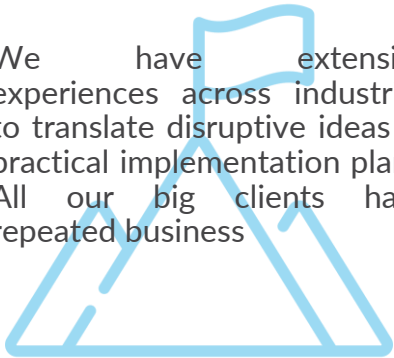 We have extensi
experiences across industr
to translate disruptive ideas
practical implementation pla
All our big clients ha
repeated business